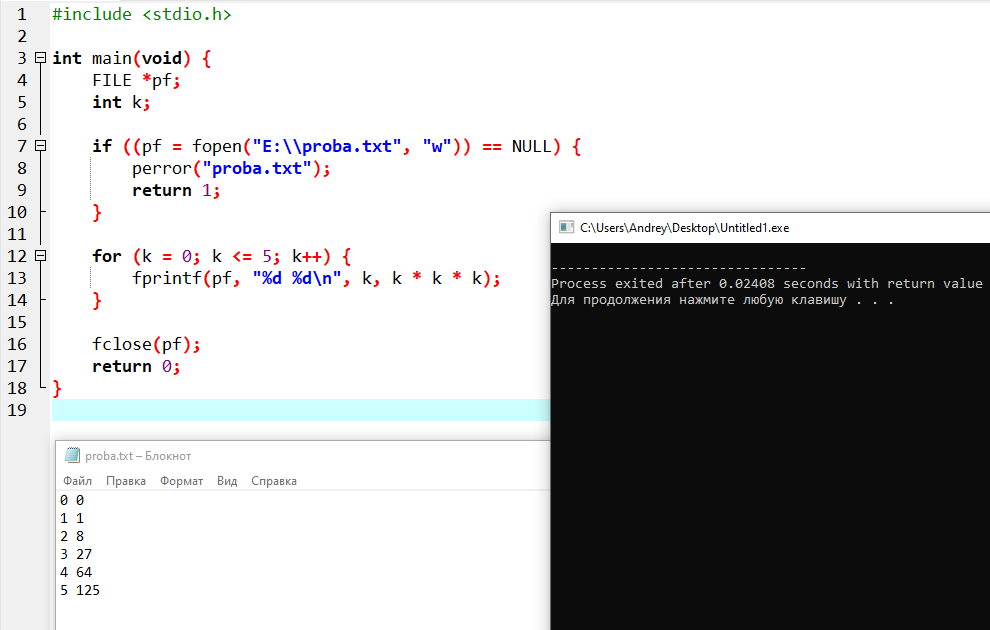 1 #include <stdio.h>
2
3 int main(void) {
4 FILE *pf;
5 int k;
6
7 if ((pf = fopen("E:\\proba.txt", "w")) == NULL) {
8 perror("proba.txt");
9 return 1;
10 }
11
12 for (k = 0; k <= 5; k++) {
13 fprintf(pf, "%d %d\n", k, k * k * k);
14 }
15
16 fclose(pf);
17 return 0;
18 }
19
C:\Users\Andrey\Desktop\Untitled1.exe
--------------------------------
Process exited after 0.02408 seconds with return value
Для продолжения нажмите любую клавишу . . .
proba.txt – Блокнот
Файл Правка Формат Вид Справка
0 0
1 1
2 8
3 27
4 64
5 125